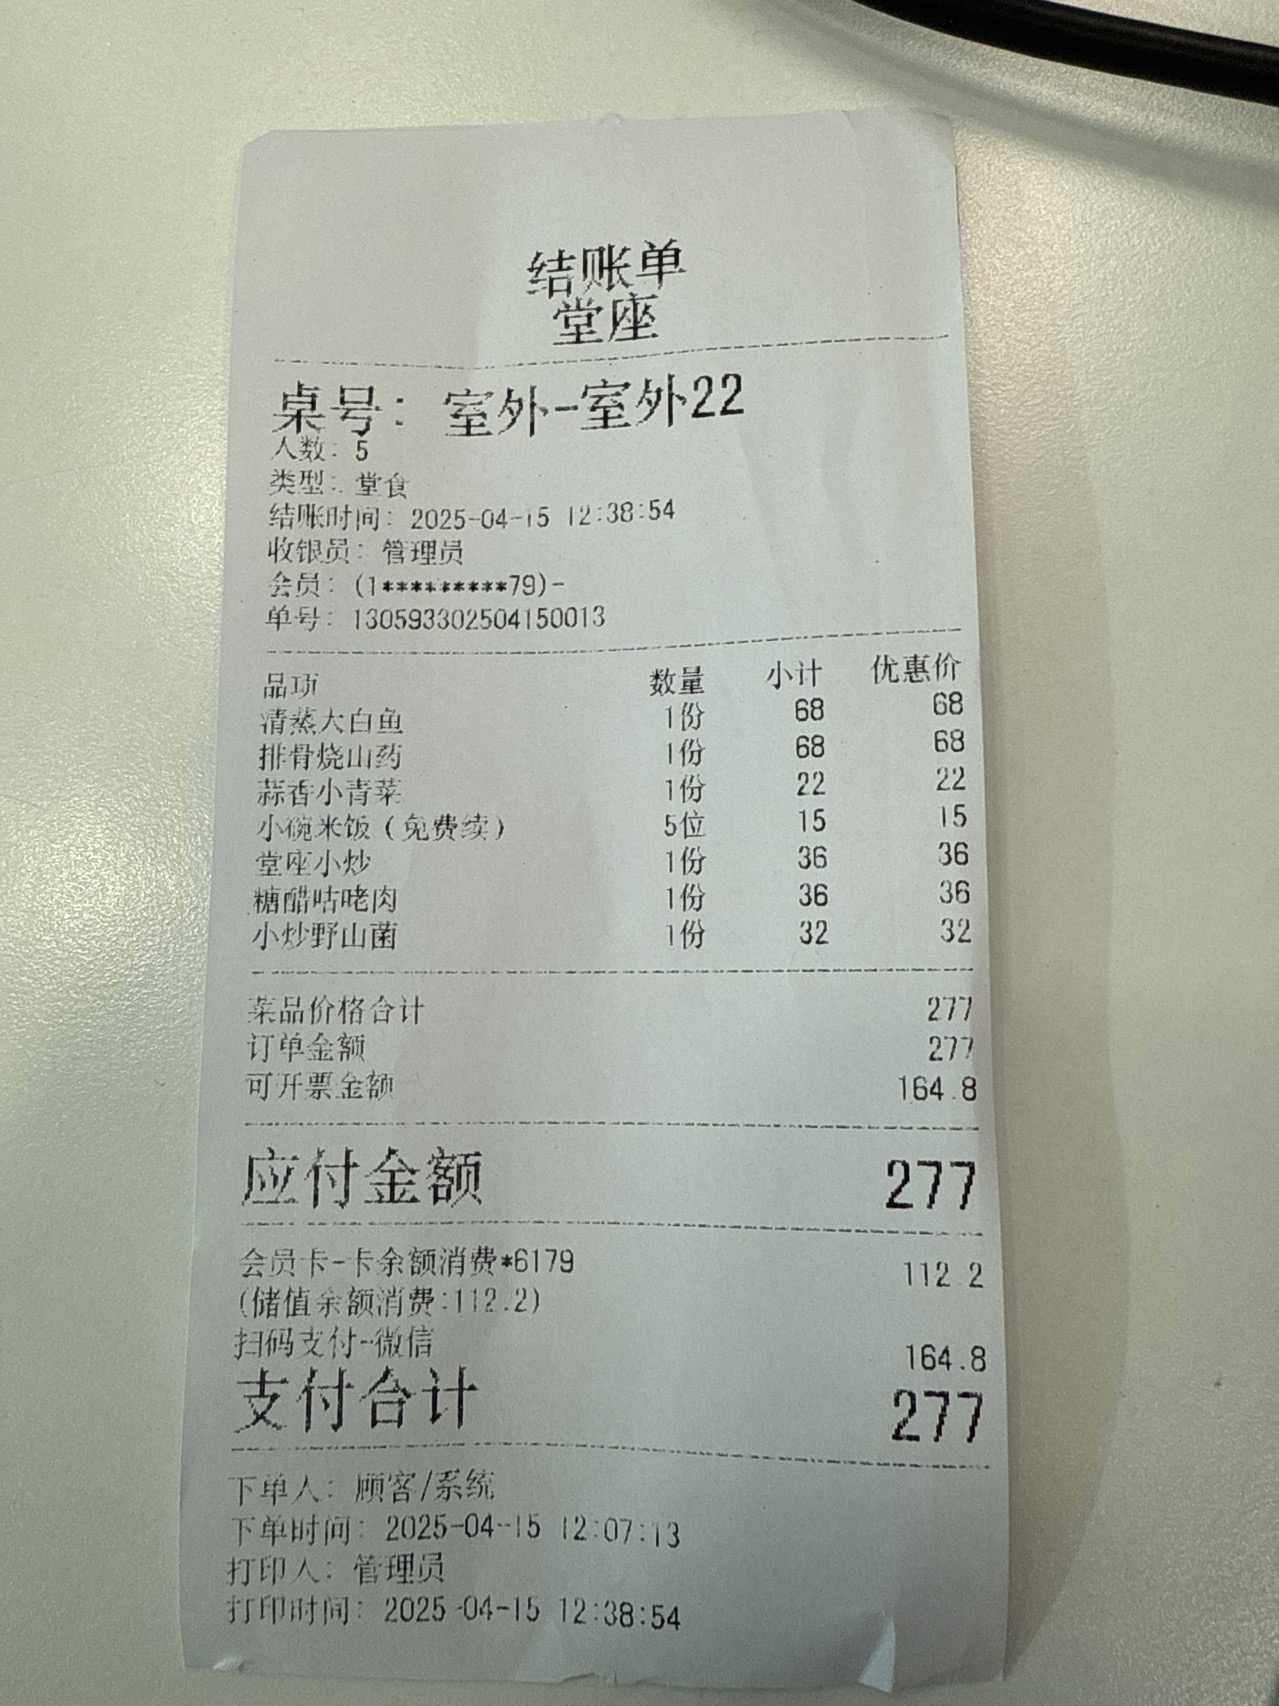 结账单
堂座
桌号：室外-室外22
人数：5
类型：堂食
结账时间：2025-04-15 12:38:54
收银员：管理员
会员：(1*********79)-
单号：130593302504150013
品项 数量 小计 优惠价
清蒸大白鱼 1份 68 68
排骨烧山药 1份 68 68
蒜香小青菜 1份 22 22
小碗米饭（免费续） 5位 15 15
堂座小炒 1份 36 36
糖醋咕咾肉 1份 36 36
小炒野山菌 1份 32 32
菜品价格合计 277
订单金额 277
可开票金额 164.8
应付金额 277
会员卡-卡余额消费*6179 112.2
(储值余额消费:112.2)
扫码支付-微信 164.8
支付合计 277
下单人：顾客/系统
下单时间：2025-04-15 12:07:13
打印人：管理员
打印时间：2025-04-15 12:38:54